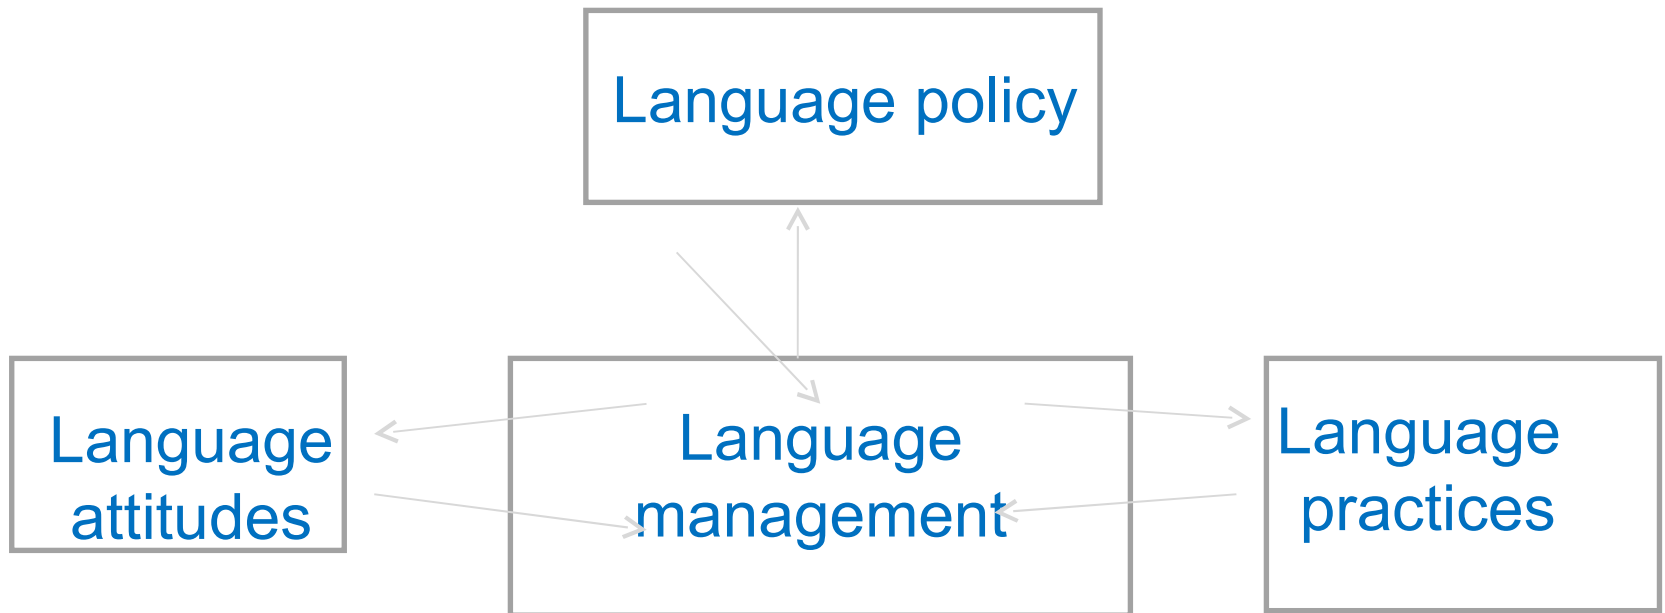 Language policy
Language
attitudes
Language
management
Language
practices